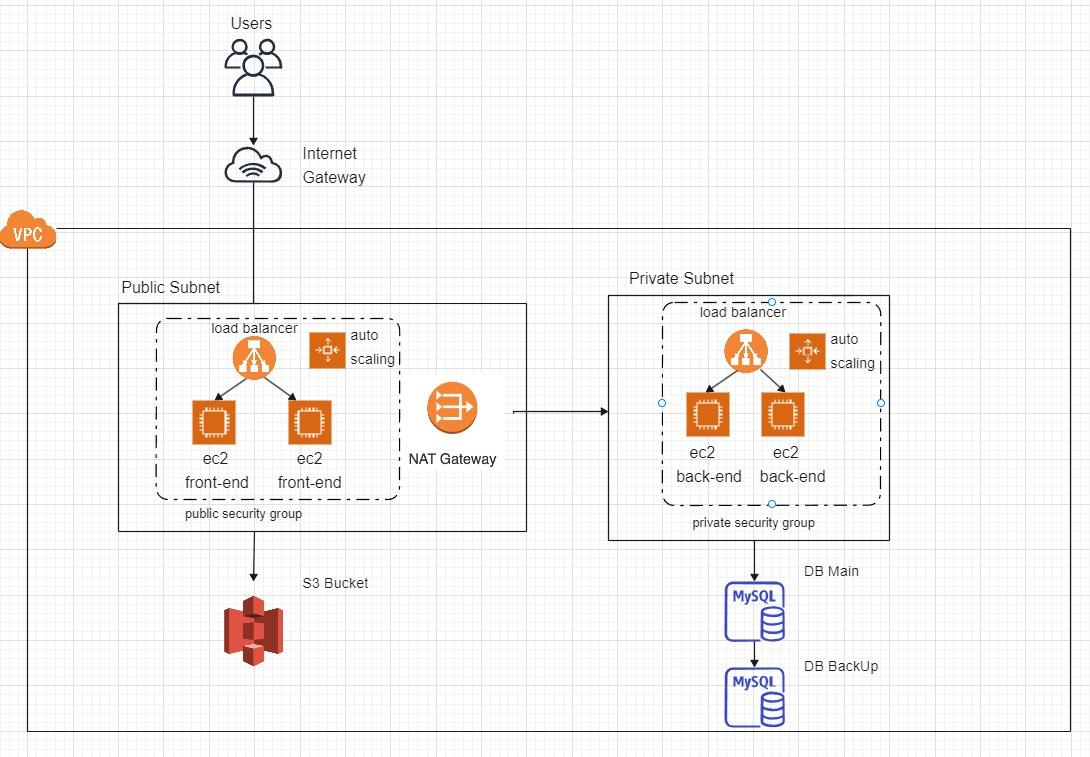 Users
Internet
Gateway
VPC
Public Subnet
Private Subnet
load balancer
auto
scaling
ec2
front-end
ec2
front-end
public security group
NAT Gateway
load balancer
auto
scaling
ec2
back-end
ec2
back-end
private security group
S3 Bucket
DB Main
MySQL
DB BackUp
MySQL